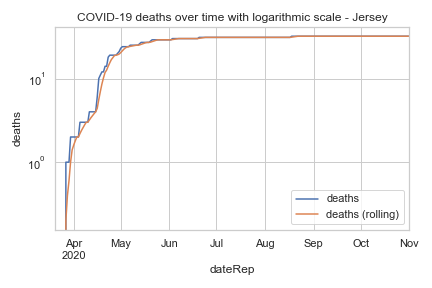 COVID-19 deaths over time with logarithmic scale - Jersey
deaths
10¹
10⁰
deaths
deaths (rolling)
Apr May Jun Jul Aug Sep Oct Nov
2020
dateRep